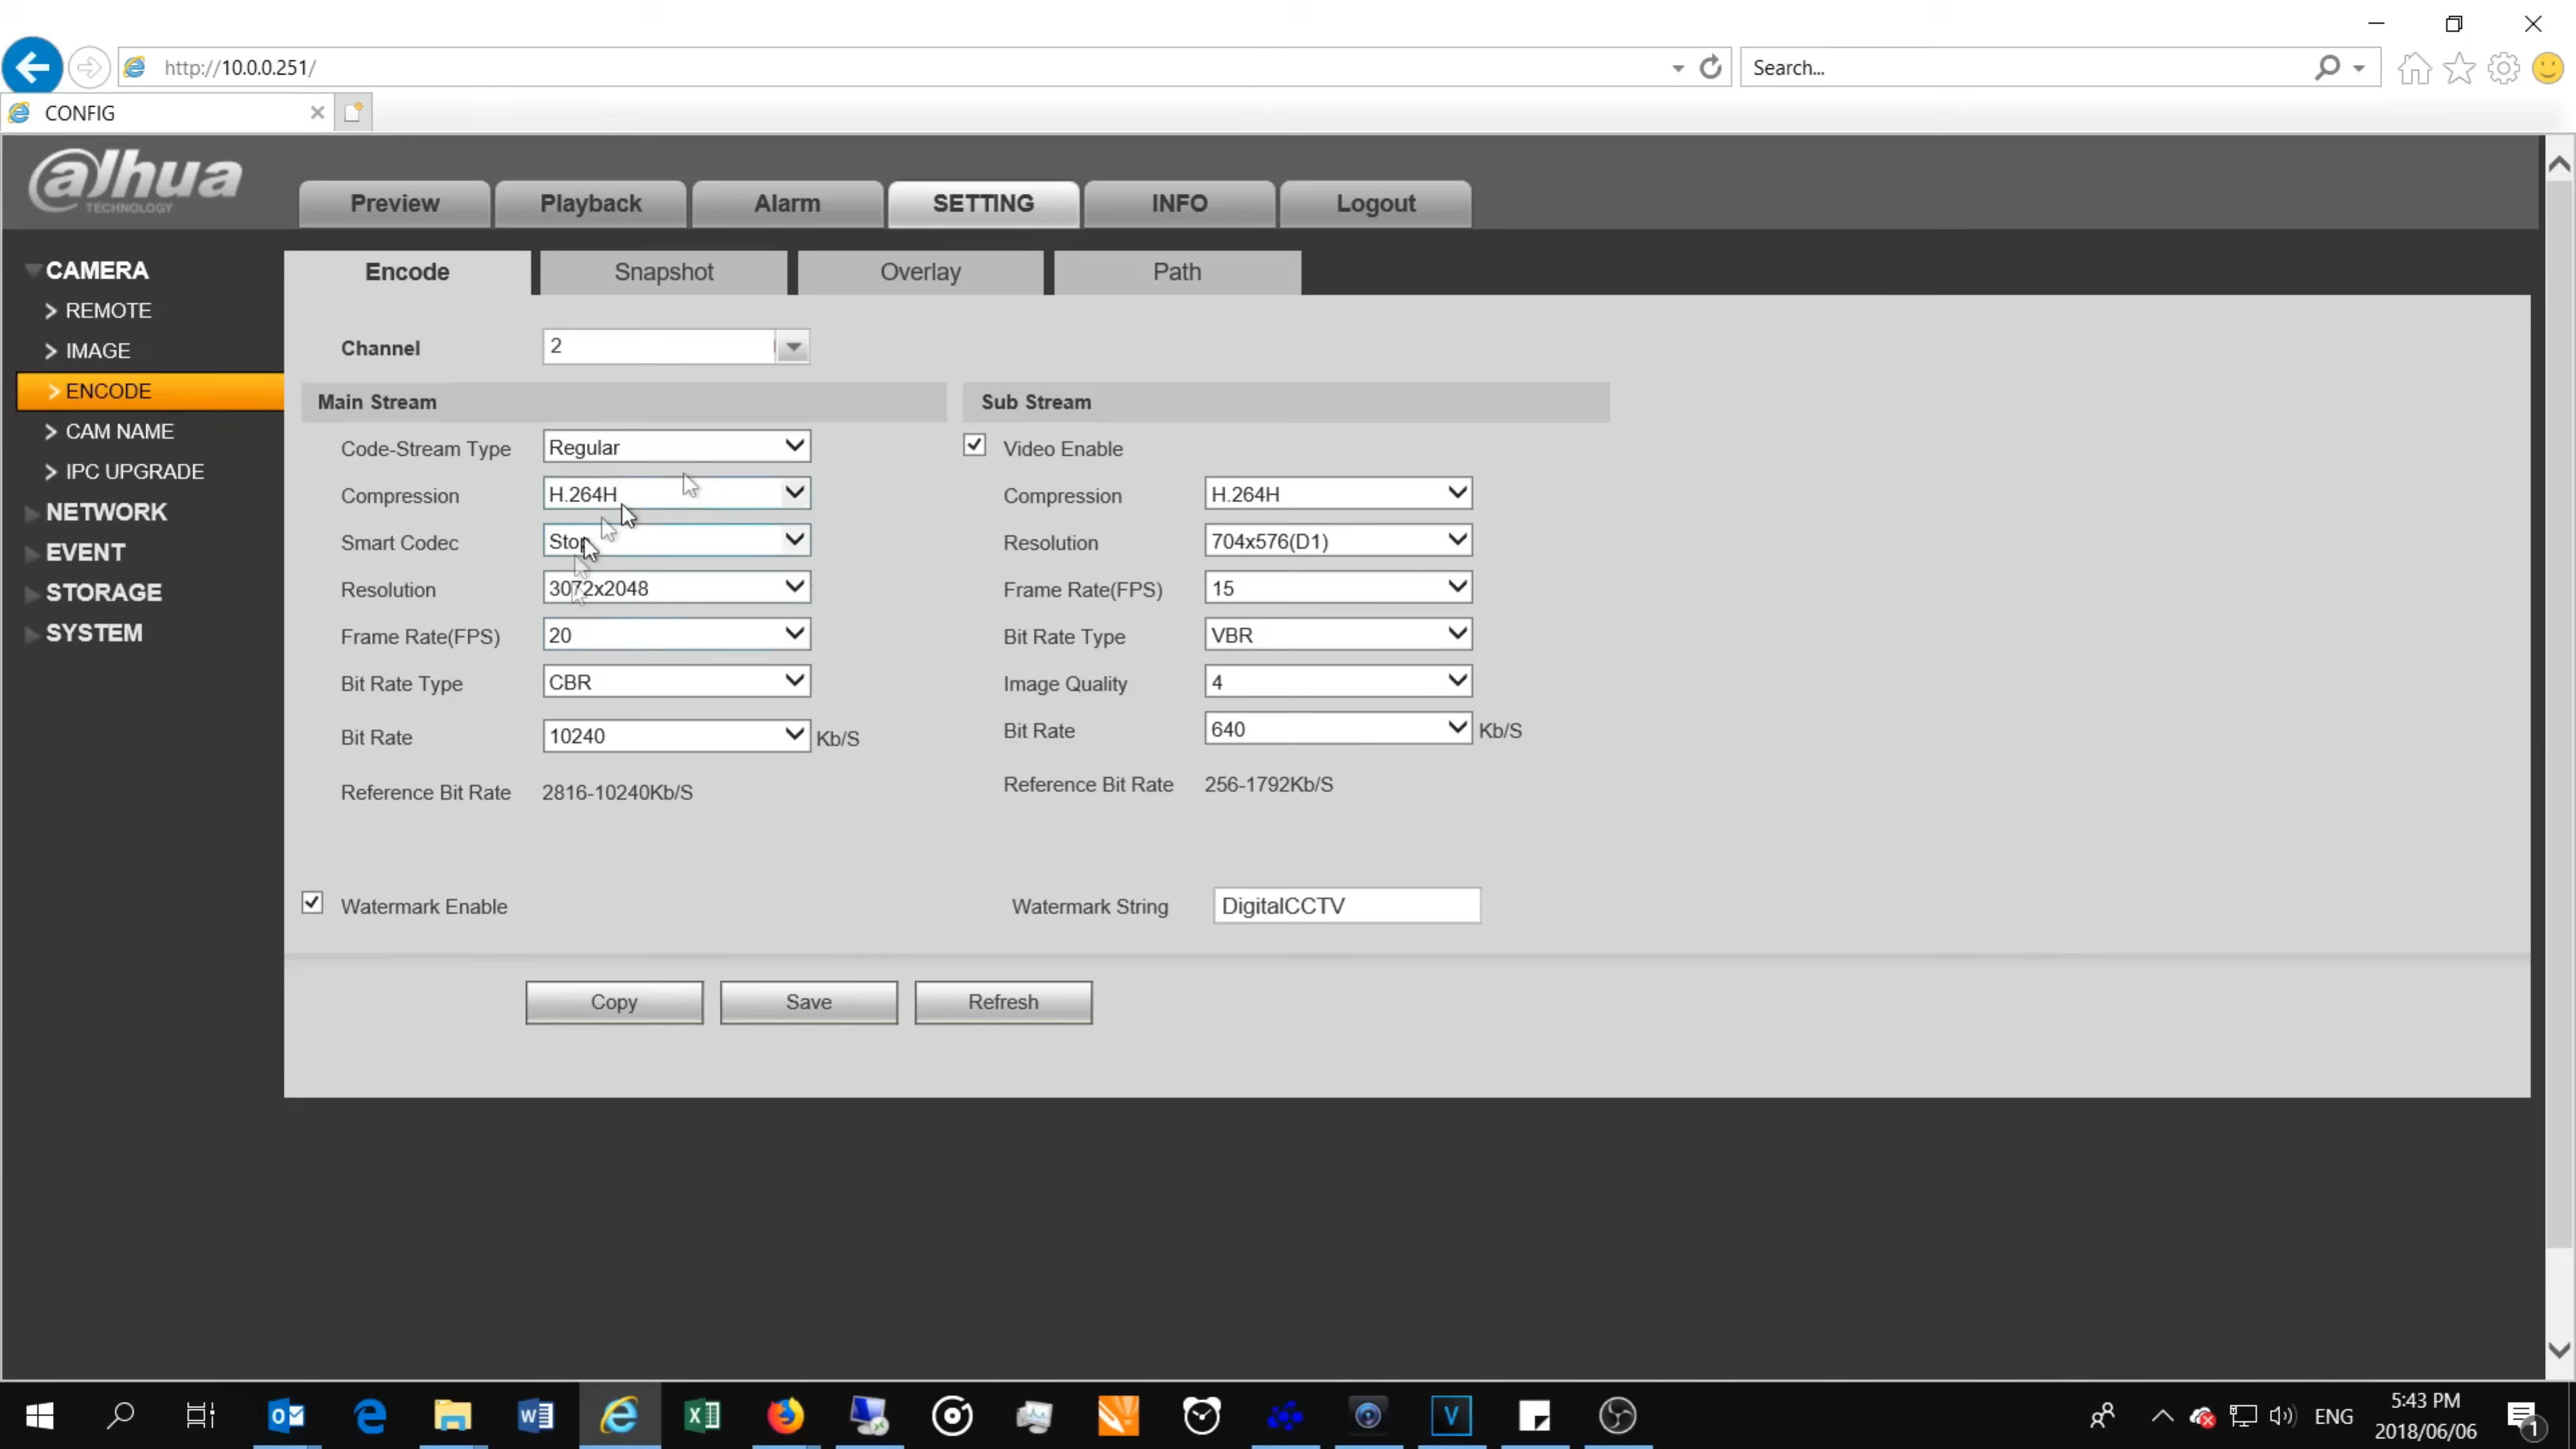 http://10.0.0.251/
Search...
CONFIG
alhua
TECHNOLOGY
Preview
Playback
Alarm
SETTING
INFO
Logout
CAMERA
REMOTE
IMAGE
ENCODE
CAM NAME
IPC UPGRADE
NETWORK
EVENT
STORAGE
SYSTEM
Encode
Snapshot
Overlay
Path
Channel 2
Main Stream
Code-Stream Type Regular
Compression H.264H
Smart Codec Stop
Resolution 3072x2048
Frame Rate(FPS) 20
Bit Rate Type CBR
Bit Rate 10240 Kb/S
Reference Bit Rate 2816-10240Kb/S
Sub Stream
Video Enable
Compression H.264H
Resolution 704x576(D1)
Frame Rate(FPS) 15
Bit Rate Type VBR
Image Quality 4
Bit Rate 640 Kb/S
Reference Bit Rate 256-1792Kb/S
Watermark Enable
Watermark String DigitalCCTV
Copy
Save
Refresh
ENG
5:43 PM
2018/06/06
1